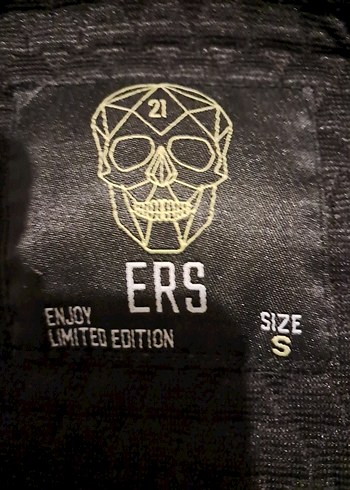 21
ERS
ENJOY
LIMITED EDITION
SIZE
S